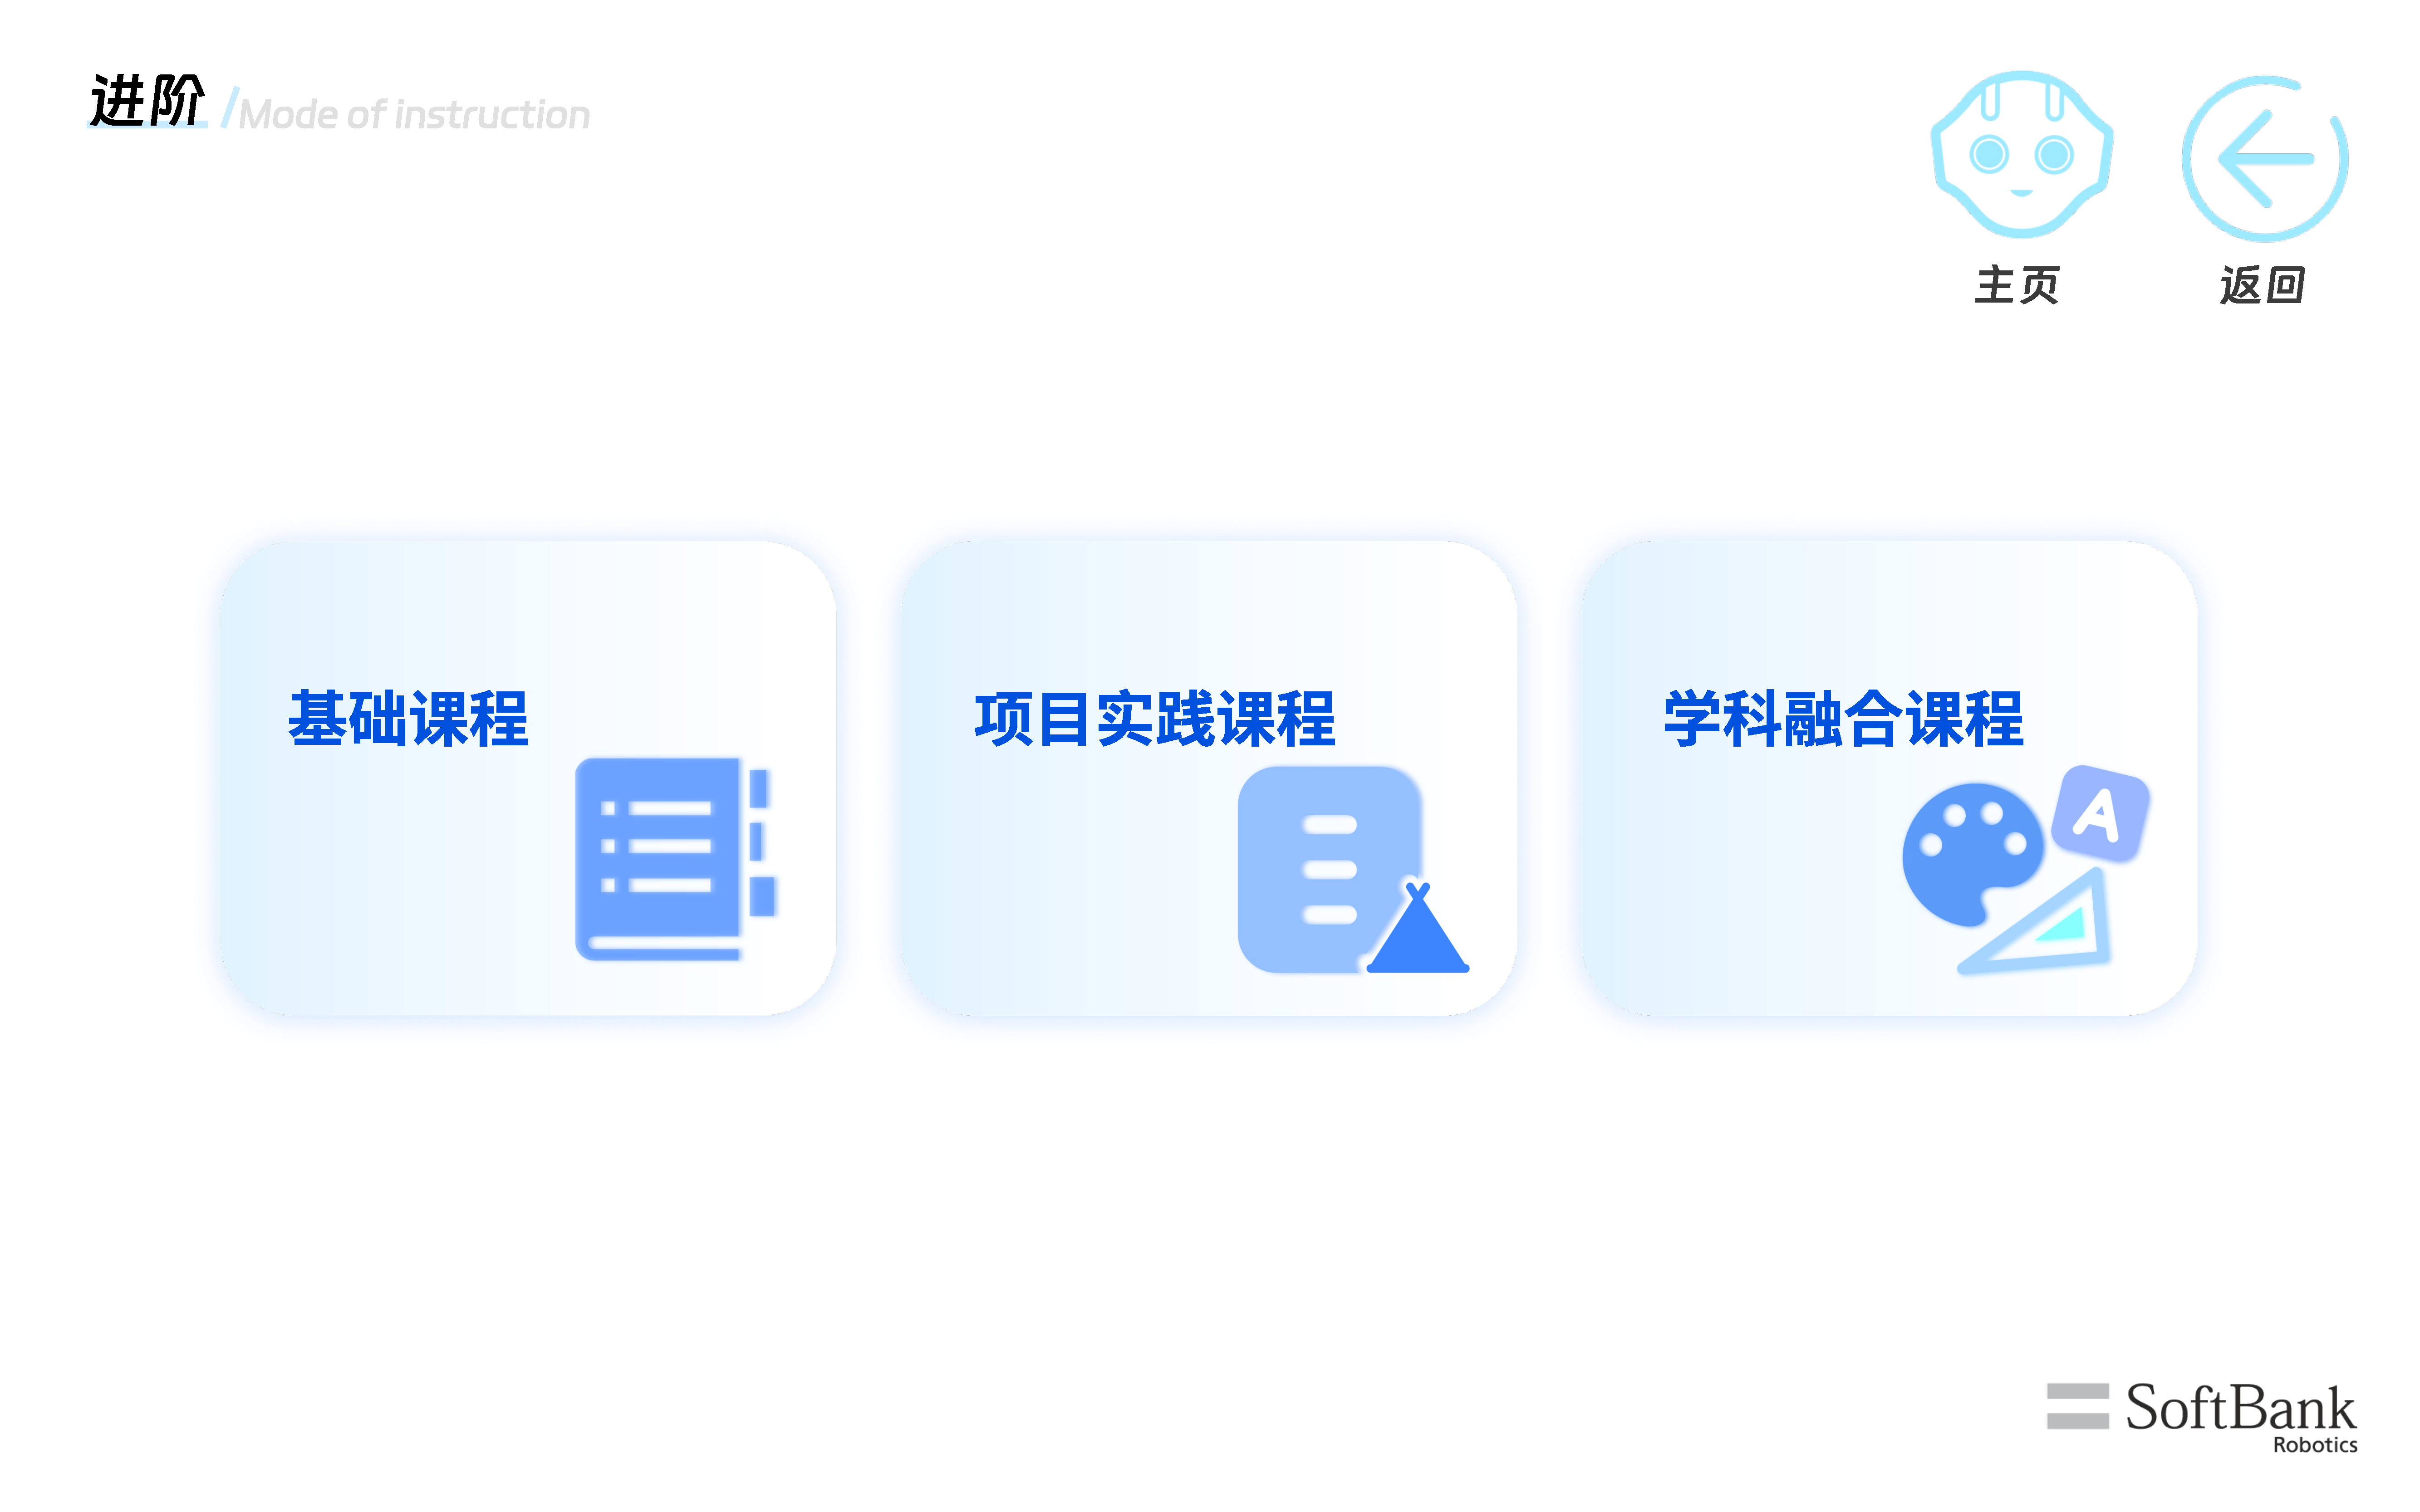 进阶 /Mode of instruction
主页
返回
基础课程
项目实践课程
学科融合课程
A
SoftBank
Robotics